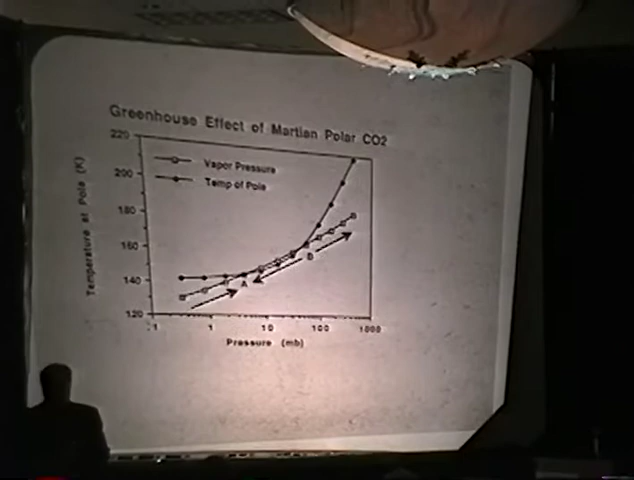 Greenhouse Effect of Martian Polar CO2
220
Vapor Pressure
200
Temp of Pole
180
160
140
120
Temperature at Pole (K)
A
B
.1
1
10
100
1000
Pressure (mb)